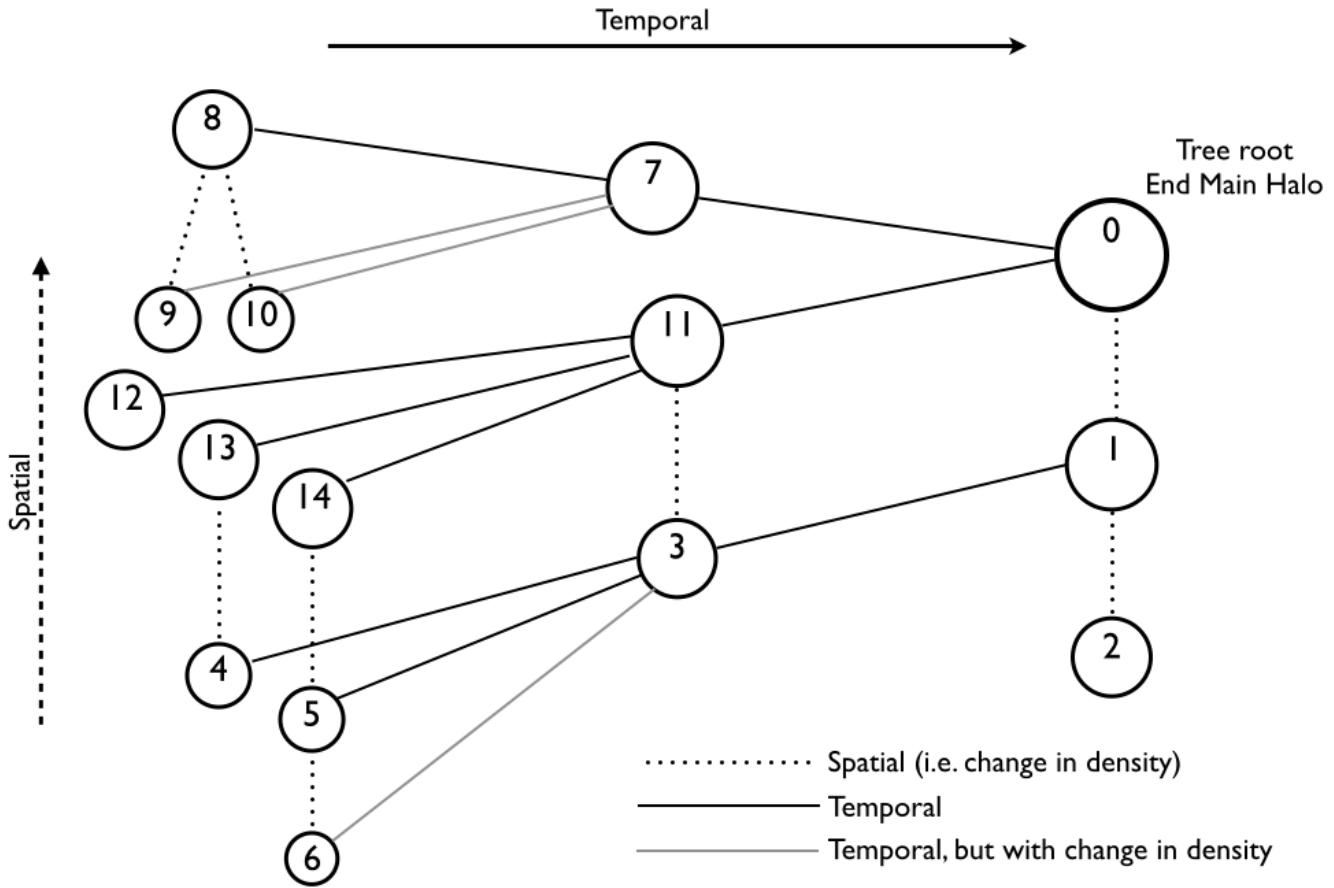 Temporal
8
Tree root
End Main Halo
7
0
9
10
11
12
13
1
14
Spatial
3
4
2
5
Spatial (i.e. change in density)
Temporal
Temporal, but with change in density
6